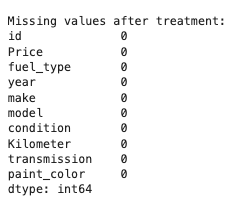 Missing values after treatment:
id 0
Price 0
fuel_type 0
year 0
make 0
model 0
condition 0
Kilometer 0
transmission 0
paint_color 0
dtype: int64